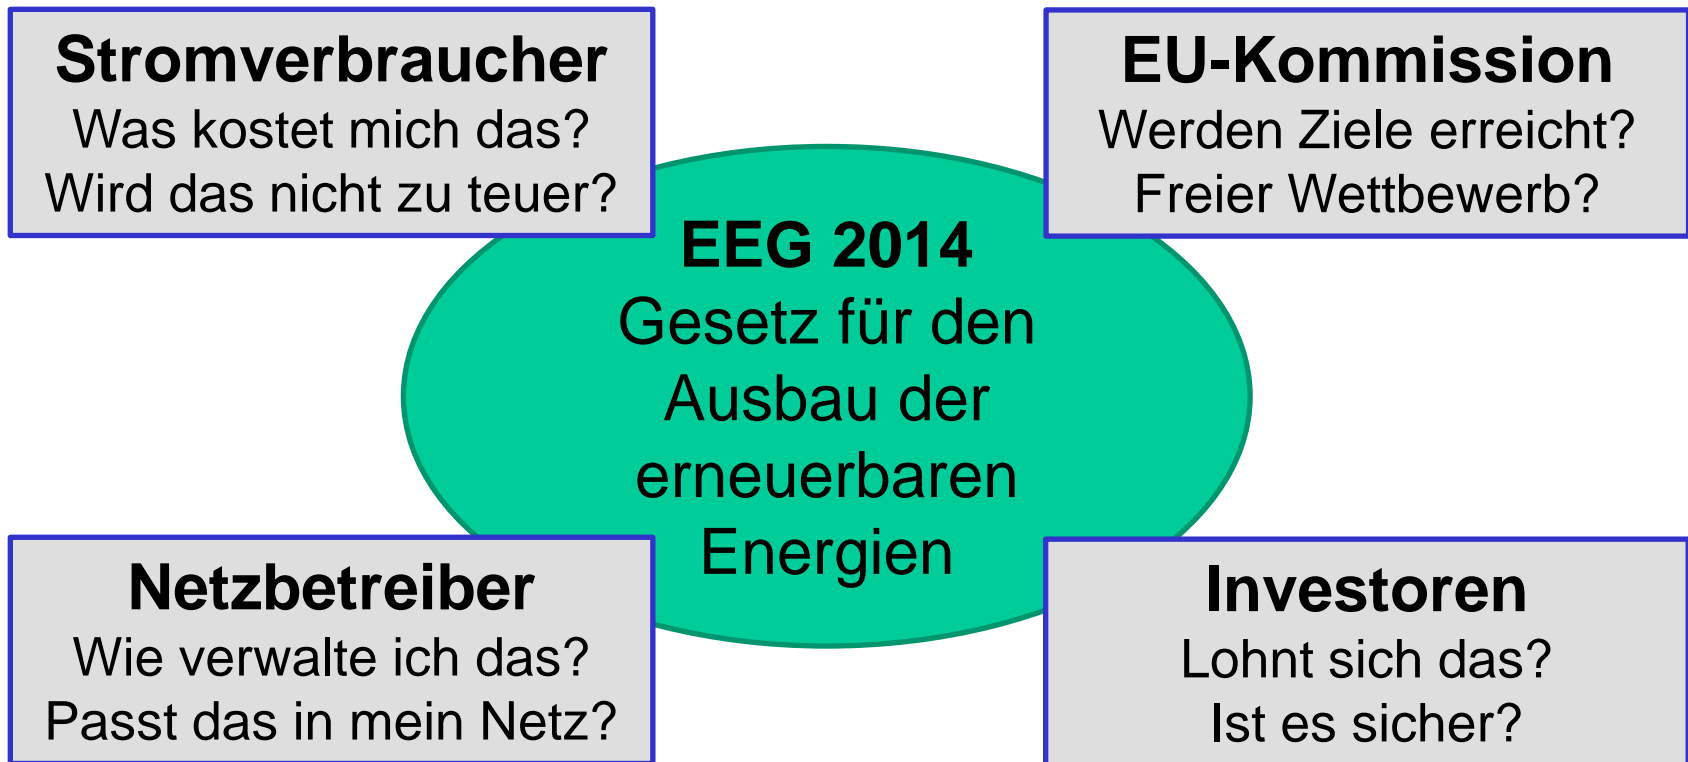 Stromverbraucher
Was kostet mich das?
Wird das nicht zu teuer?
EU-Kommission
Werden Ziele erreicht?
Freier Wettbewerb?
EEG 2014
Gesetz für den
Ausbau der
erneuerbaren
Energien
Netzbetreiber
Wie verwalte ich das?
Passt das in mein Netz?
Investoren
Lohnt sich das?
Ist es sicher?